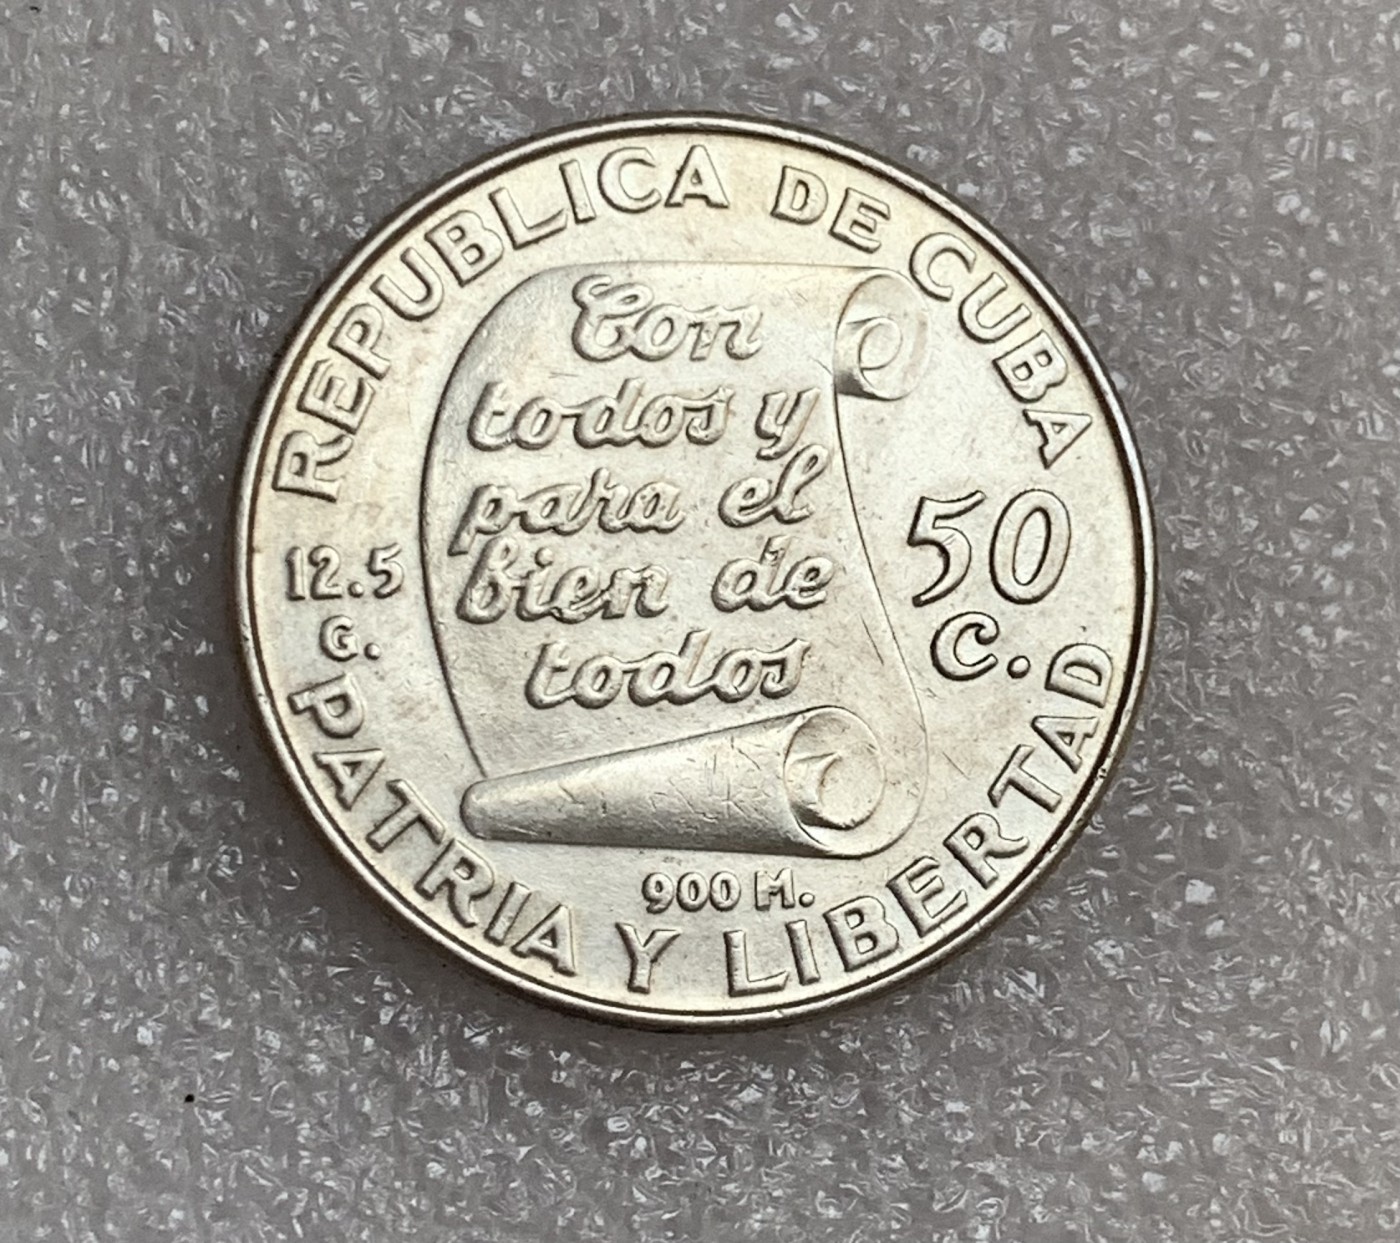 REPUBLICA DE CUBA
Con
todos y
para el
bien de
todos
12.5
G.
50
C.
900 M.
PATRIA Y LIBERTAD